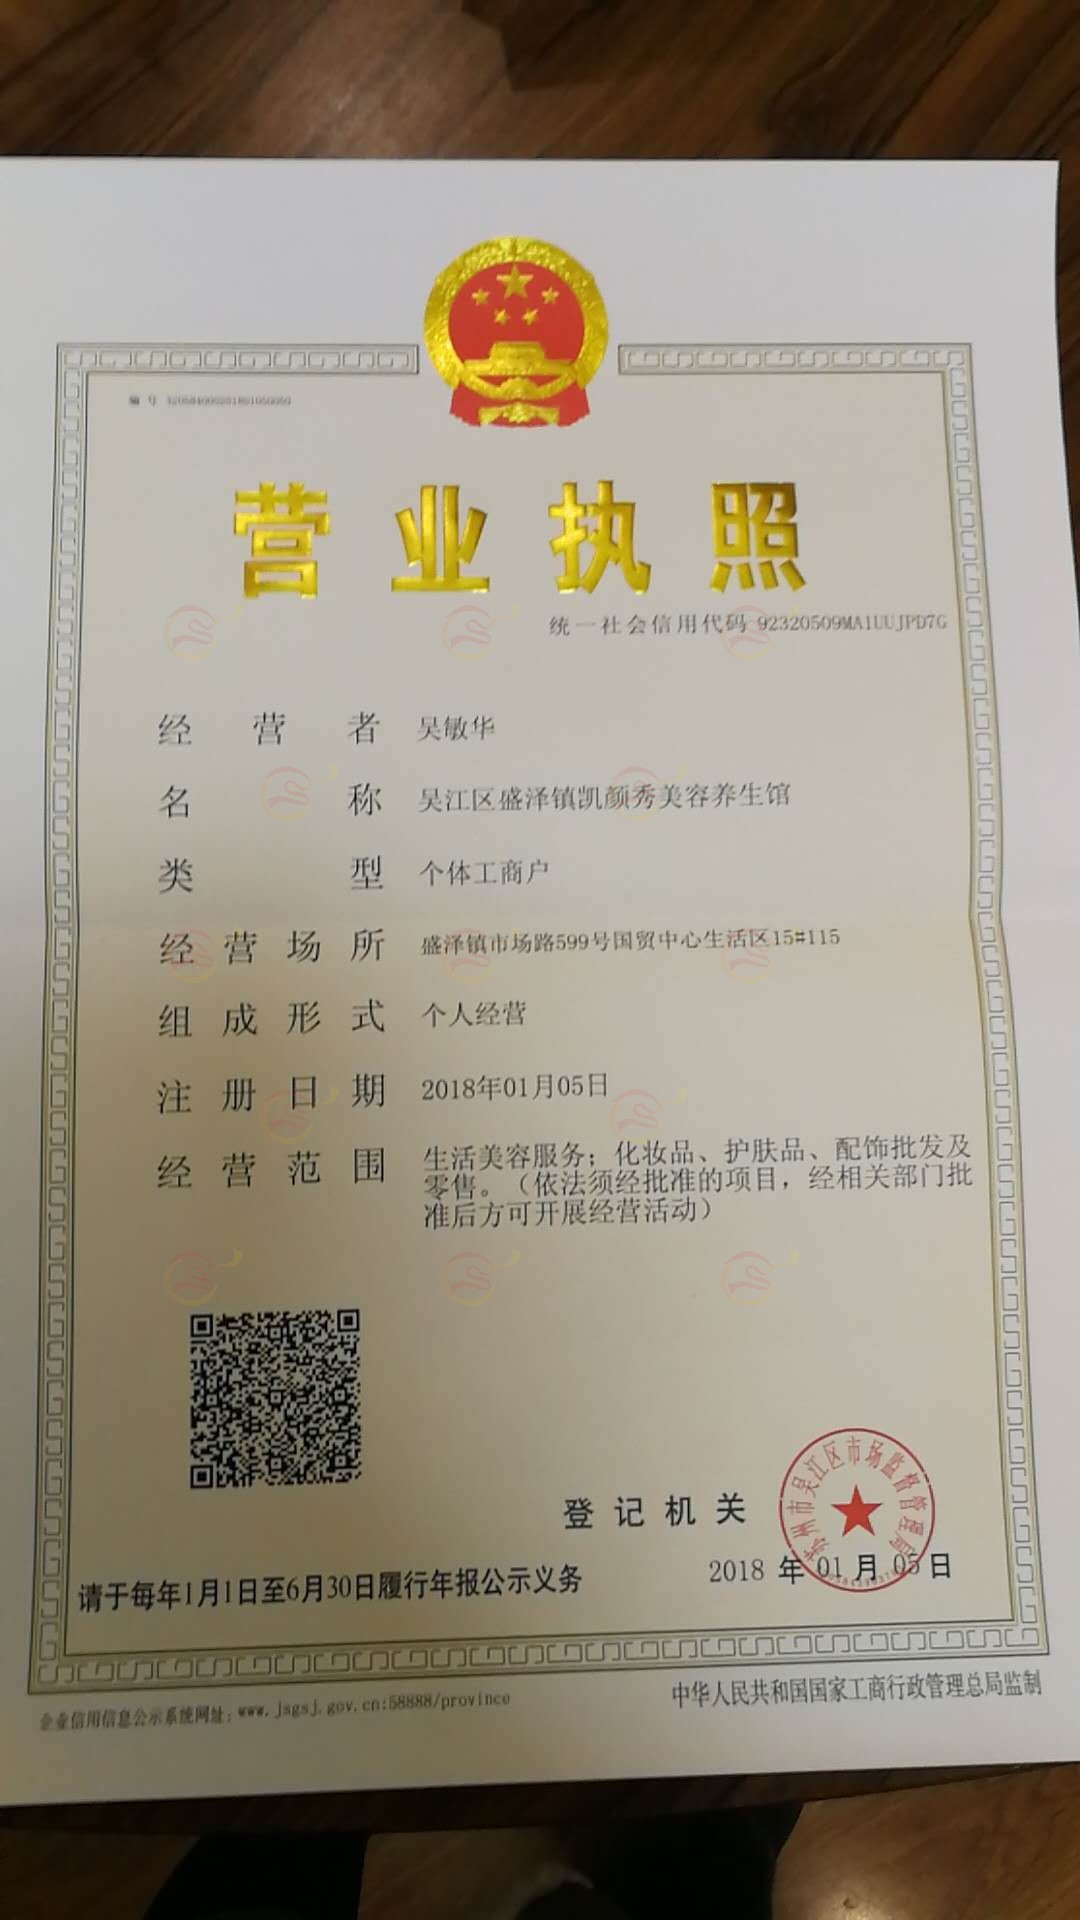 编 号
营业执照
统一社会信用代码 92320509MA1UUJPD7G
经营者 吴敏华
名称 吴江区盛泽镇凯颜秀美容养生馆
类型 个体工商户
经营场所 盛泽镇市场路599号国贸中心生活区15#115
组成形式 个人经营
注册日期 2018年01月05日
经营范围 生活美容服务；化妆品、护肤品、配饰批发及
零售。（依法须经批准的项目，经相关部门批
准后方可开展经营活动）
苏州市吴江区市场监督管理局
登记机关
2018 年 01 月 05 日
请于每年1月1日至6月30日履行年报公示义务
企业信用信息公示系统网址：www.jsgsj.gov.cn:58888/province
中华人民共和国国家工商行政管理总局监制